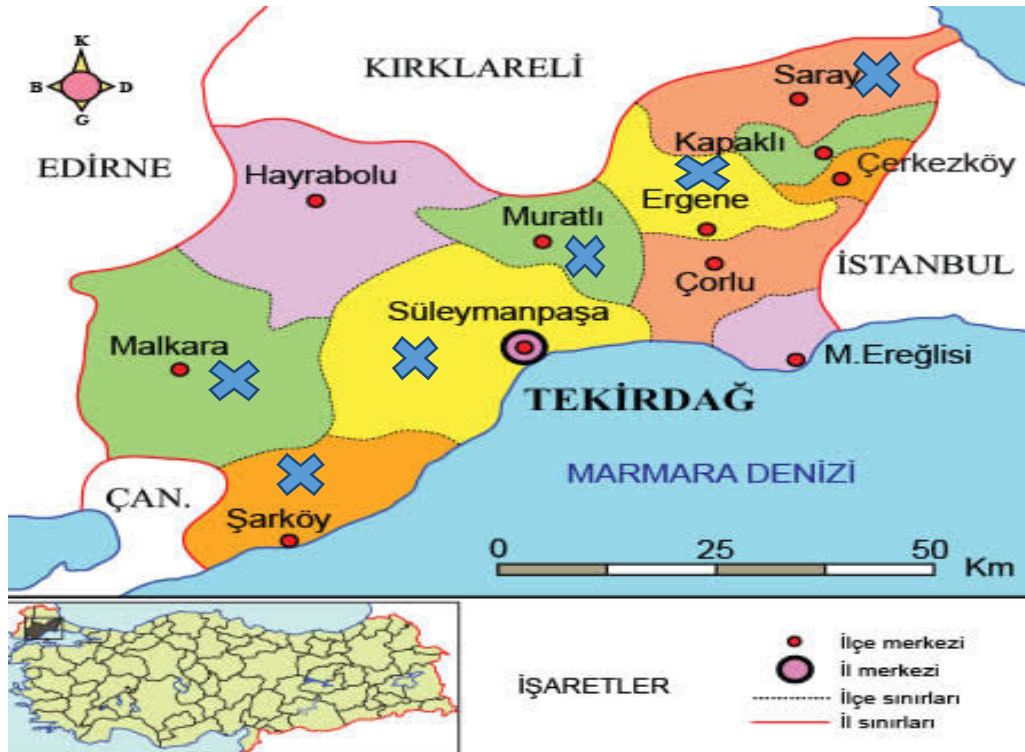 K
B D
G
KIRKLARELİ
EDİRNE
Saray
Kapaklı
Çerkezköy
Hayrabolu
Ergene
Muratlı
İSTANBUL
Çorlu
Süleymanpaşa
Malkara
M.Ereğlisi
TEKİRDAĞ
MARMARA DENİZİ
ÇAN.
Şarköy
0 25 50
Km
İŞARETLER
İlçe merkezi
İl merkezi
İlçe sınırları
İl sınırları